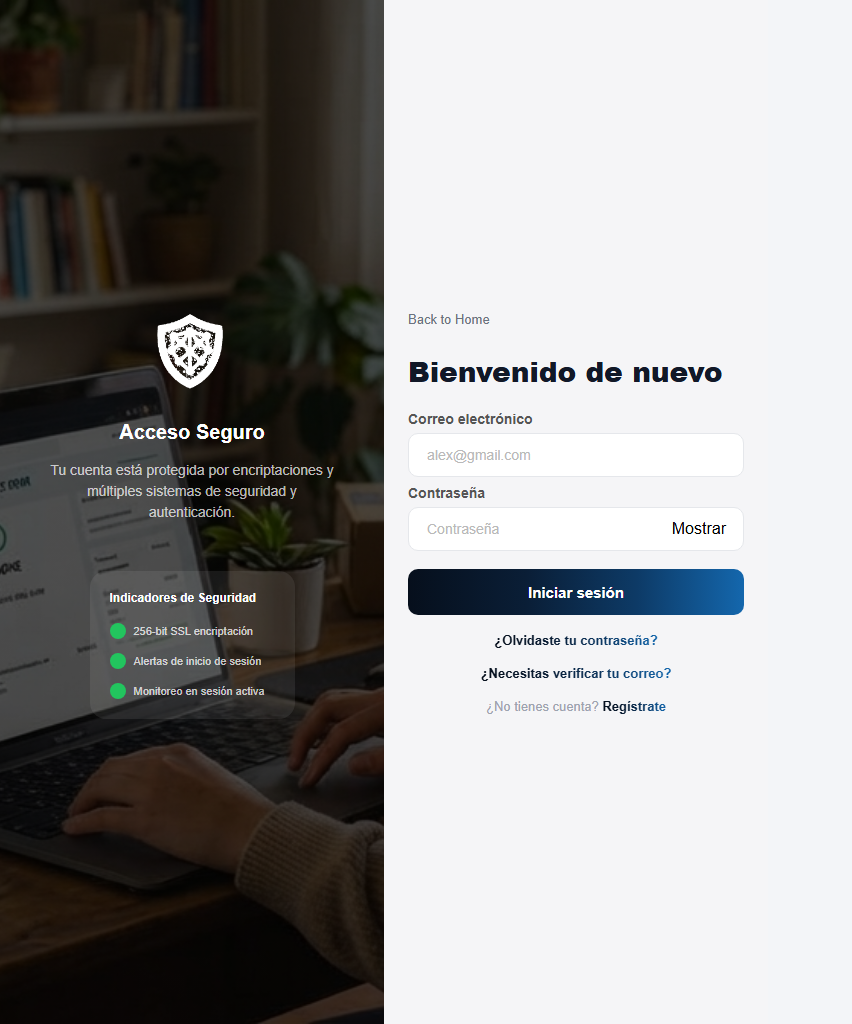 Acceso Seguro
Tu cuenta está protegida por encriptaciones y
múltiples sistemas de seguridad y
autenticación.
Indicadores de Seguridad
256-bit SSL encriptación
Alertas de inicio de sesión
Monitoreo en sesión activa
Back to Home
Bienvenido de nuevo
Correo electrónico
alex@gmail.com
Contraseña
Contraseña
Mostrar
Iniciar sesión
¿Olvidaste tu contraseña?
¿Necesitas verificar tu correo?
¿No tienes cuenta? Regístrate